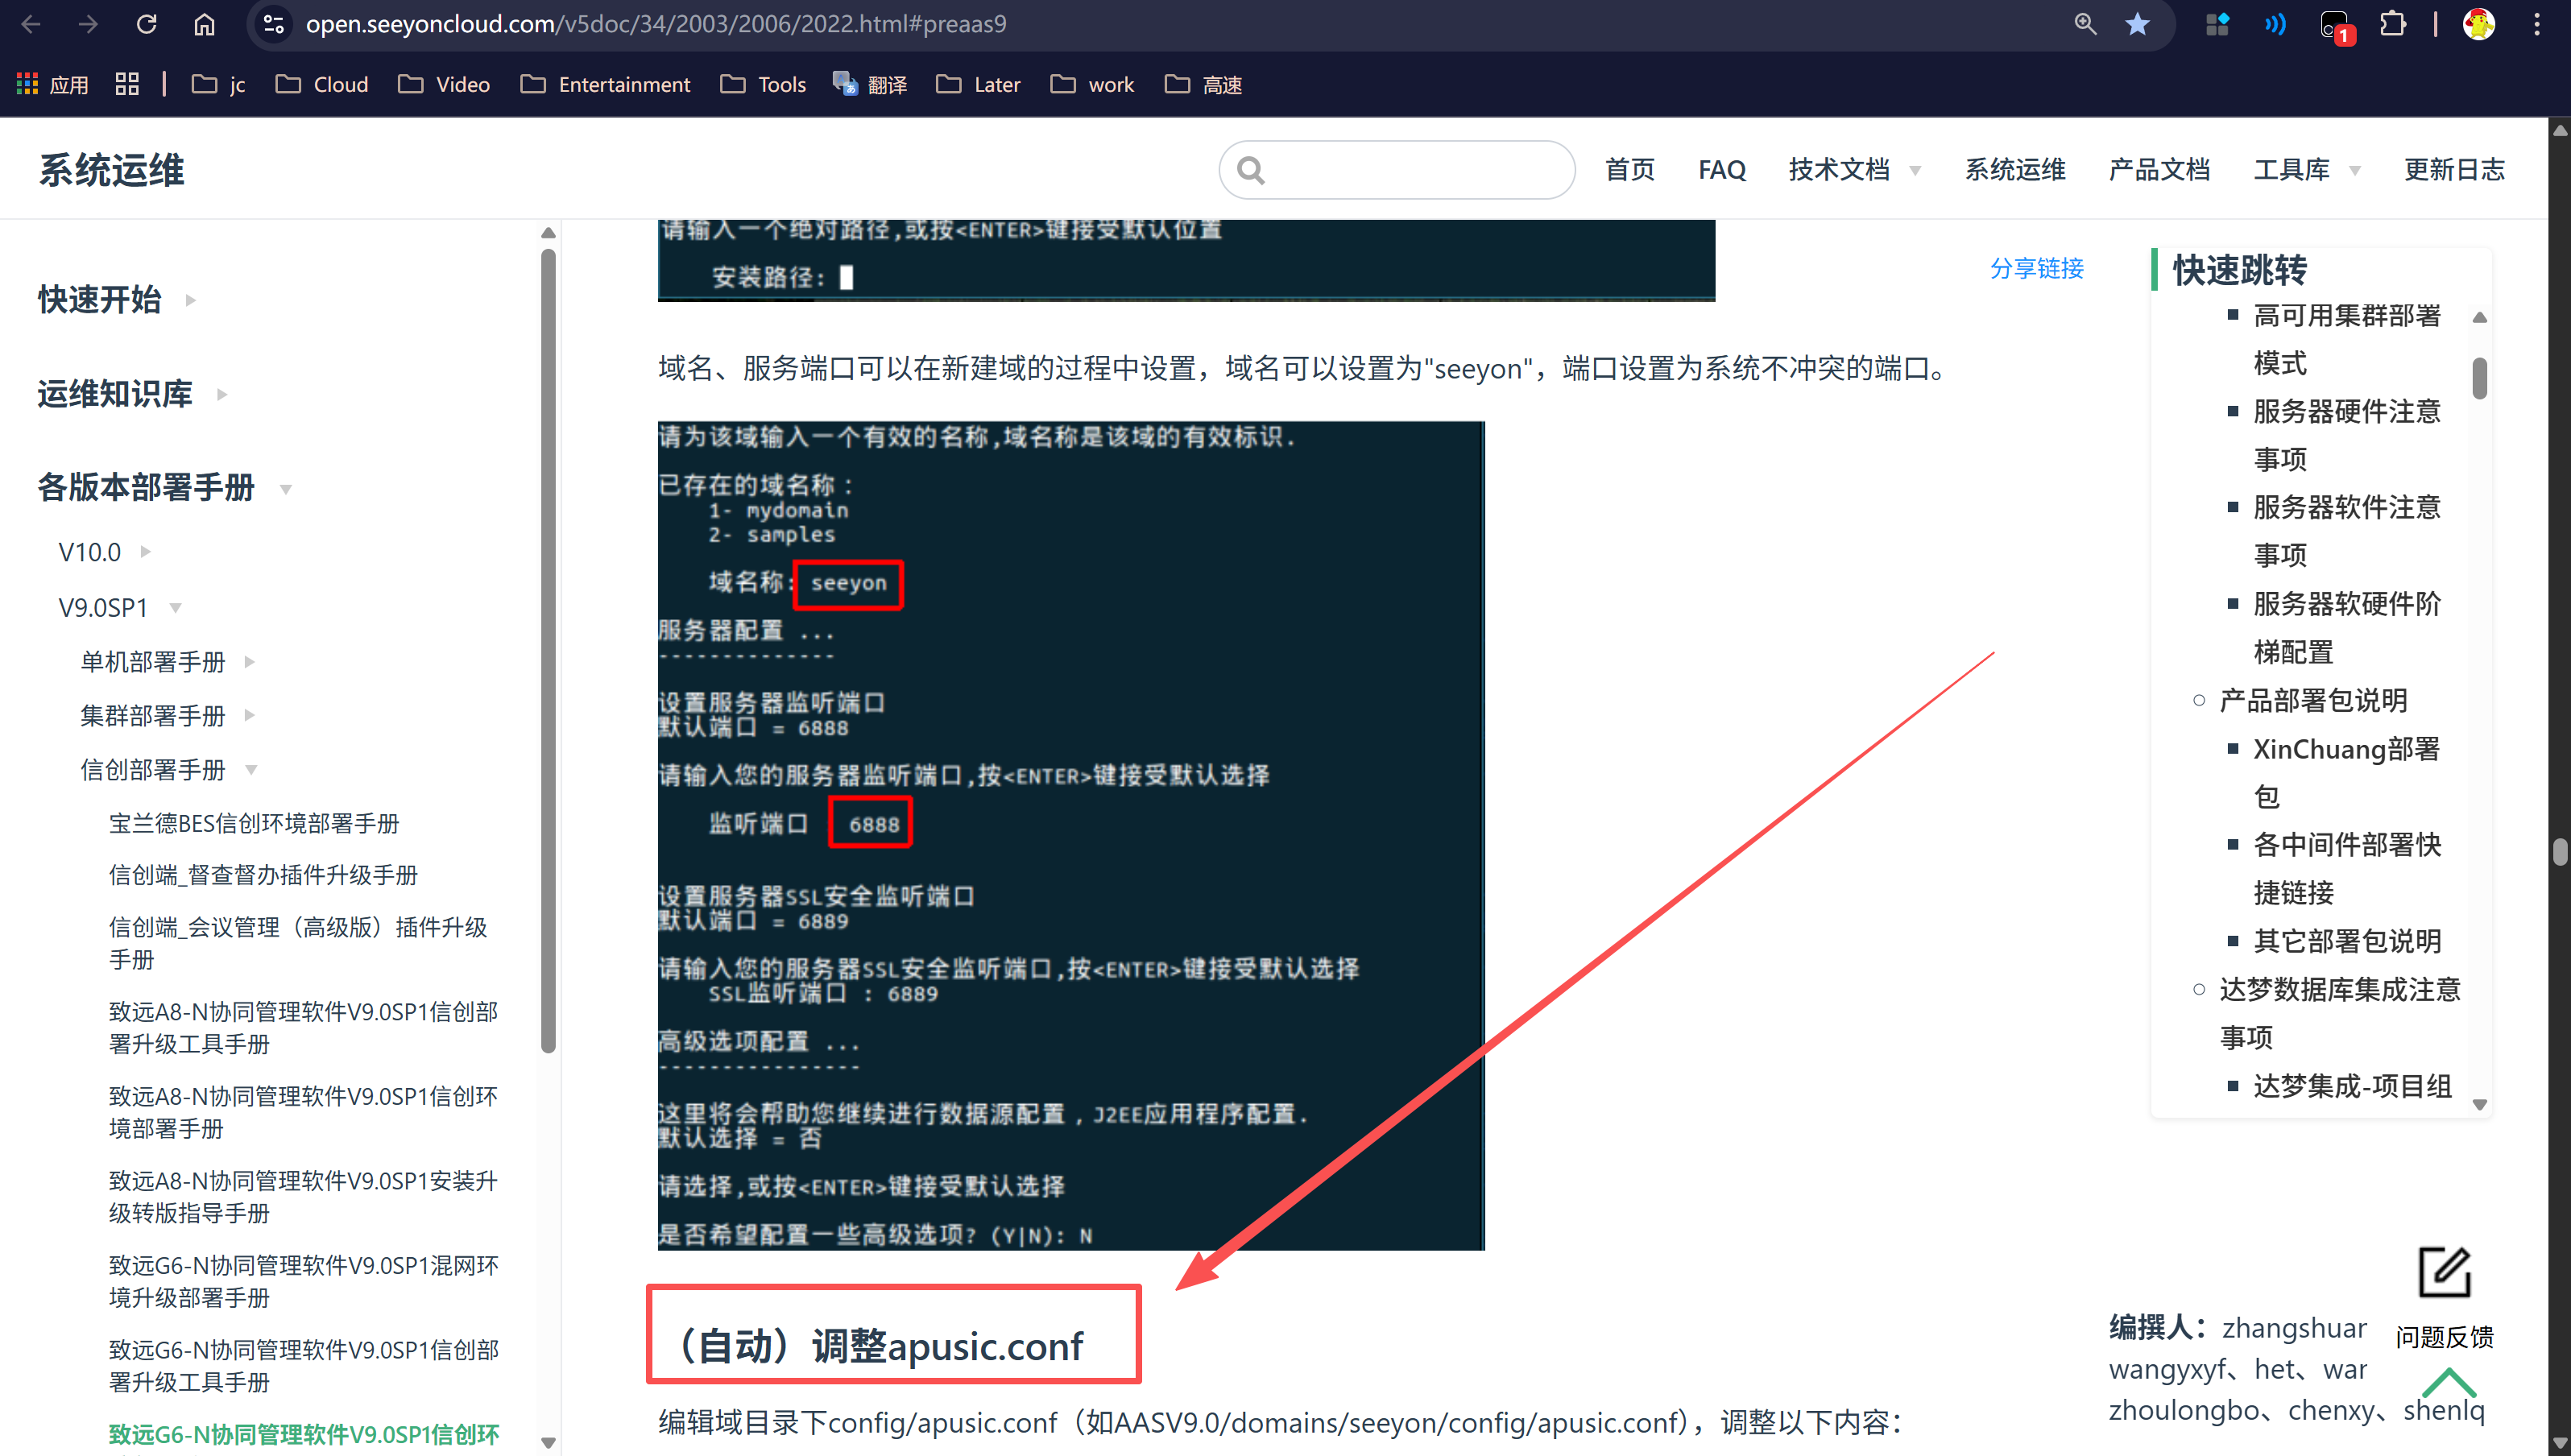 open.seeyoncloud.com/v5doc/34/2003/2006/2022.html#preaas9
1
应用
jc
Cloud
Video
Entertainment
Tools
翻译
Later
work
高速
系统运维
首页
FAQ
技术文档
系统运维
产品文档
工具库
更新日志
快速开始
运维知识库
各版本部署手册
V10.0
V9.0SP1
单机部署手册
集群部署手册
信创部署手册
宝兰德BES信创环境部署手册
信创端_督查督办插件升级手册
信创端_会议管理（高级版）插件升级
手册
致远A8-N协同管理软件V9.0SP1信创部
署升级工具手册
致远A8-N协同管理软件V9.0SP1信创环
境部署手册
致远A8-N协同管理软件V9.0SP1安装升
级转版指导手册
致远G6-N协同管理软件V9.0SP1混网环
境升级部署手册
致远G6-N协同管理软件V9.0SP1信创部
署升级工具手册
致远G6-N协同管理软件V9.0SP1信创环
请输入一个绝对路径,或按<ENTER>键接受默认位置
安装路径:
分享链接
域名、服务端口可以在新建域的过程中设置，域名可以设置为"seeyon"，端口设置为系统不冲突的端口。
请为该域输入一个有效的名称,域名称是该域的有效标识.
已存在的域名称：
1- mydomain
2- samples
域名称: seeyon
服务器配置 ...
--------------
设置服务器监听端口
默认端口 = 6888
请输入您的服务器监听端口,按<ENTER>键接受默认选择
监听端口 6888
设置服务器SSL安全监听端口
默认端口 = 6889
请输入您的服务器SSL安全监听端口,按<ENTER>键接受默认选择
SSL监听端口 : 6889
高级选项配置 ...
----------------
这里将会帮助您继续进行数据源配置，J2EE应用程序配置.
默认选择 = 否
请选择,或按<ENTER>键接受默认选择
是否希望配置一些高级选项? (Y|N): N
（自动）调整apusic.conf
编辑域目录下config/apusic.conf（如AASV9.0/domains/seeyon/config/apusic.conf），调整以下内容：
快速跳转
高可用集群部署
模式
服务器硬件注意
事项
服务器软件注意
事项
服务器软硬件阶
梯配置
产品部署包说明
XinChuang部署
包
各中间件部署快
捷链接
其它部署包说明
达梦数据库集成注意
事项
达梦集成-项目组
编撰人：zhangshuar
wangyxyf、het、war
zhoulongbo、chenxy、shenlq
问题反馈